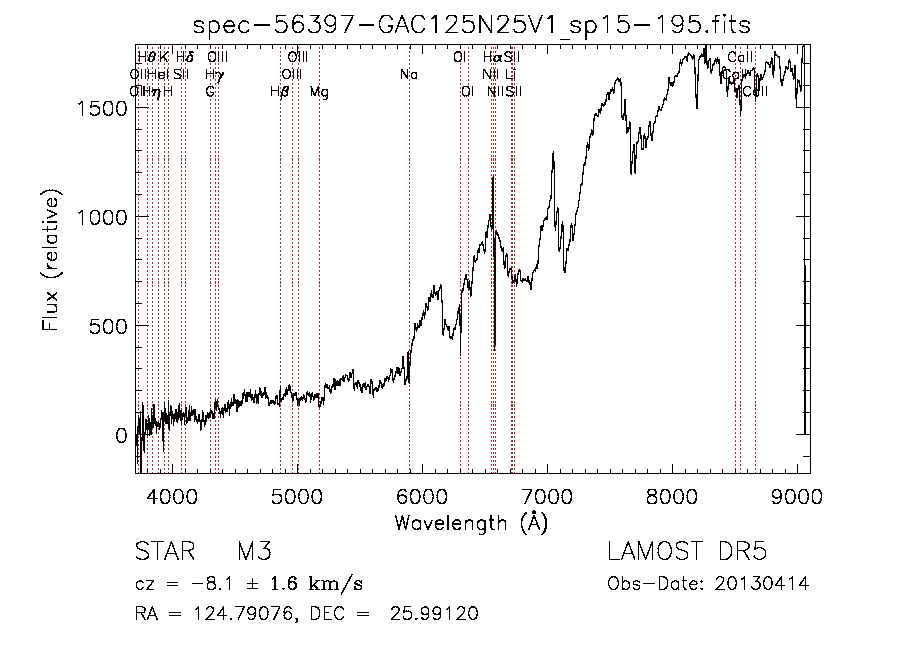 spec-56397-GAC125N25V1_sp15-195.fits
Hθ K Hδ OIII OIII OI Hα SII CaII
OII HeI SII Hγ OIII Na NII Li CaII
OII Hη H G Hβ Mg OI NII SII CaII
1500
1000
500
0
Flux (relative)
4000 5000 6000 7000 8000 9000
Wavelength (Å)
STAR M3 LAMOST DR5
cz = -8.1 ± 1.6 km/s Obs-Date: 20130414
RA = 124.79076, DEC = 25.99120